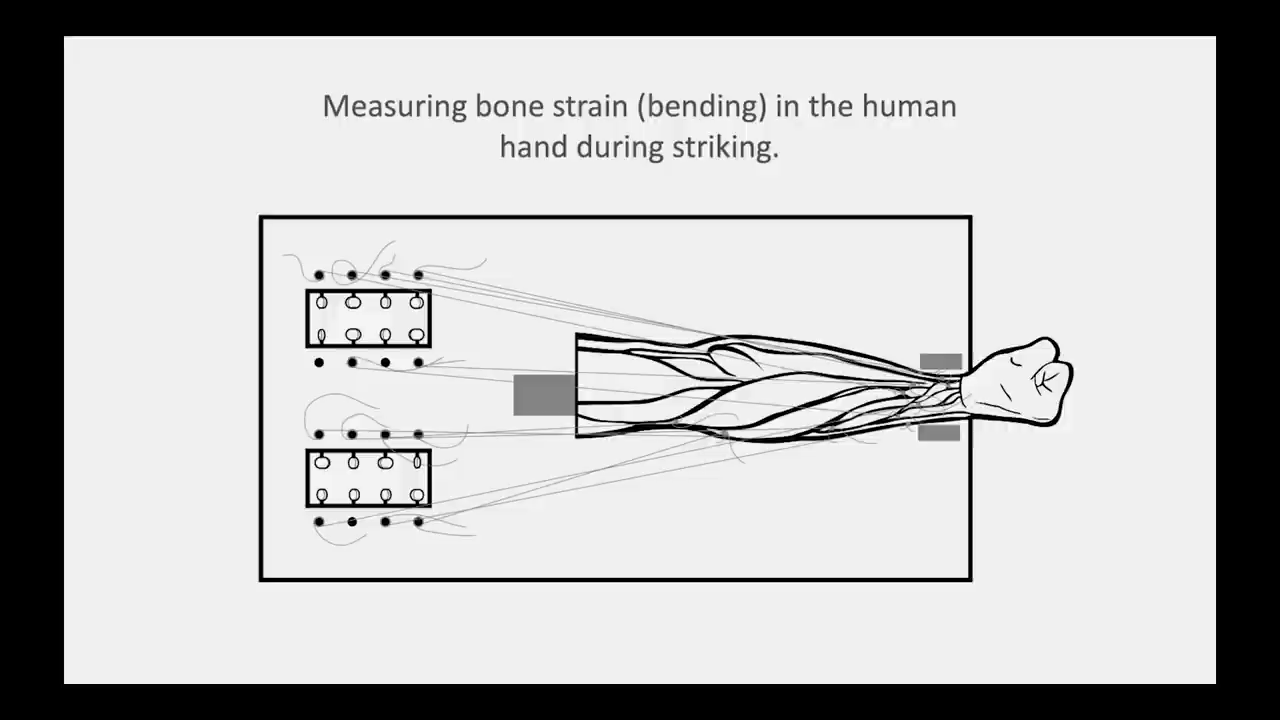 Measuring bone strain (bending) in the human
hand during striking.